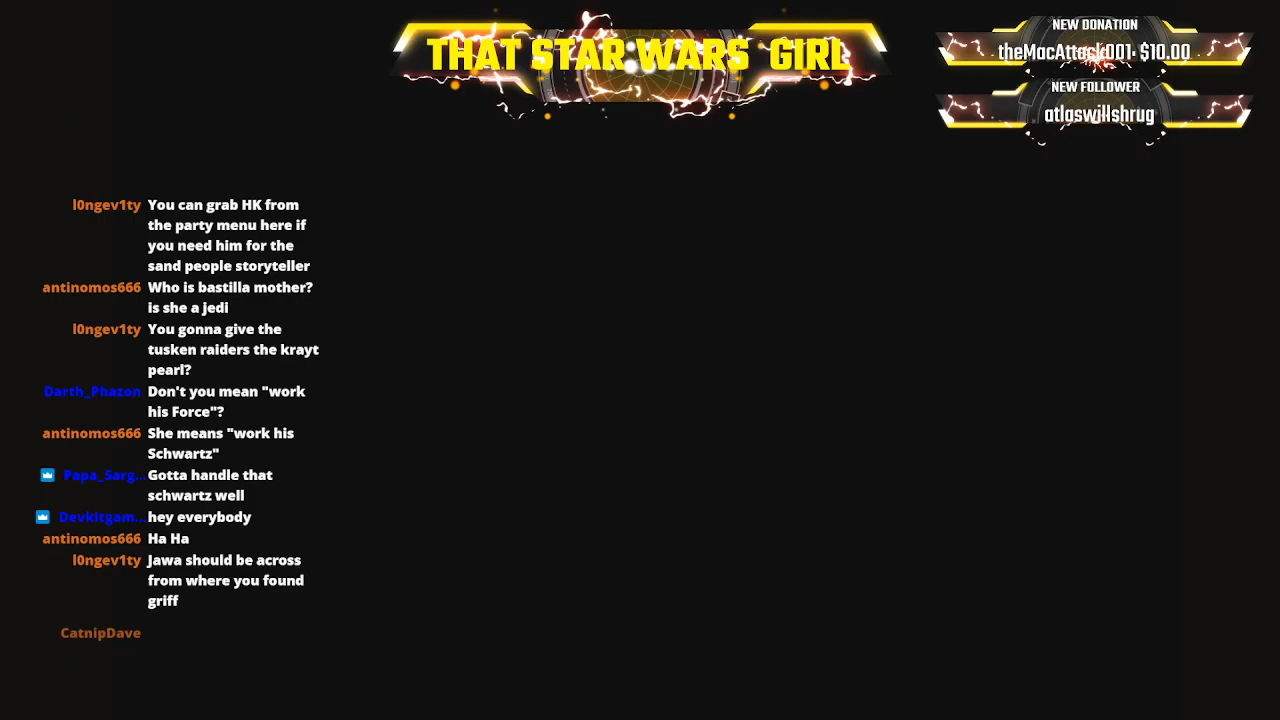 THAT STAR WARS GIRL
NEW DONATION
theMacAttack001: $10.00
NEW FOLLOWER
atlaswillshrug
l0ngev1ty You can grab HK from
the party menu here if
you need him for the
sand people storyteller
antinomos666 Who is bastilla mother?
is she a jedi
l0ngev1ty You gonna give the
tusken raiders the krayt
pearl?
Darth_Phazon Don't you mean "work
his Force"?
antinomos666 She means "work his
Schwartz"
Papa_Sarg... Gotta handle that
schwartz well
Devkitgam... hey everybody
antinomos666 Ha Ha
l0ngev1ty Jawa should be across
from where you found
griff
CatnipDave